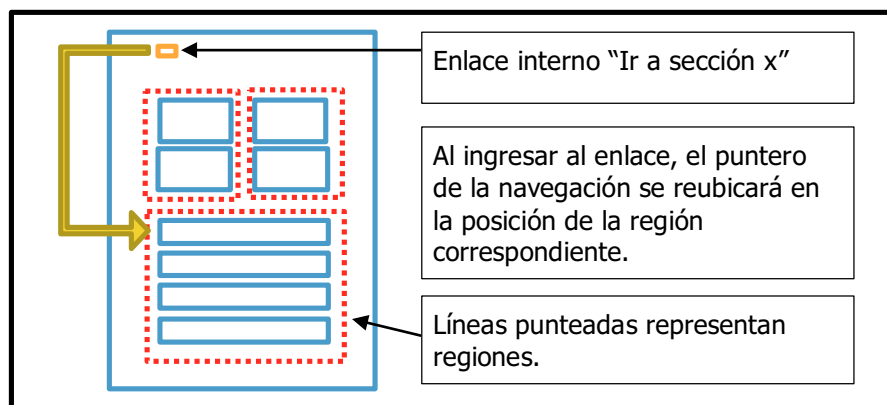 Enlace interno “Ir a sección x”
Al ingresar al enlace, el puntero
de la navegación se reubicará en
la posición de la región
correspondiente.
Líneas punteadas representan
regiones.